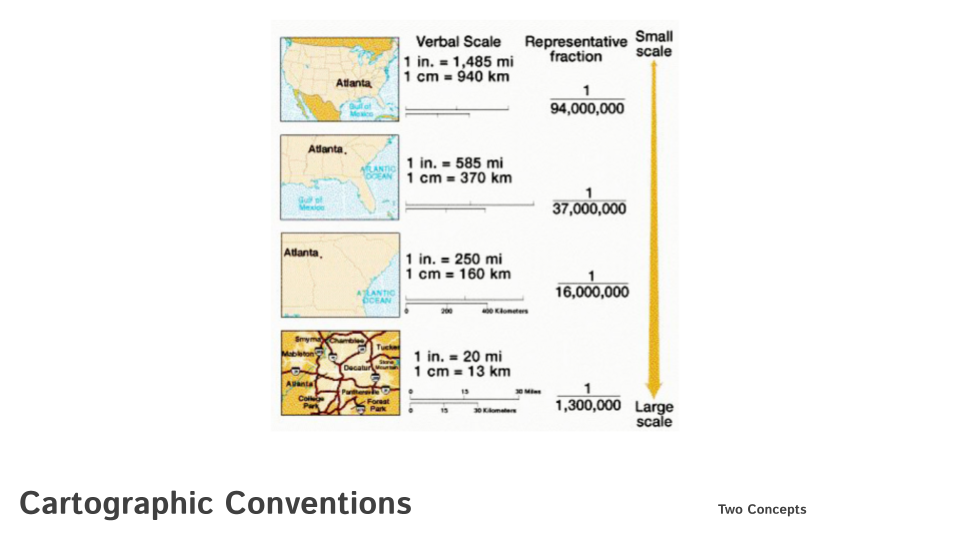 Verbal Scale
Representative
fraction
Small
scale
Atlanta
Gulf of
Mexico
1 in. = 1,485 mi
1 cm = 940 km
1
94,000,000
Atlanta
ATLANTIC
OCEAN
Gulf of
Mexico
1 in. = 585 mi
1 cm = 370 km
1
37,000,000
Atlanta
ATLANTIC
OCEAN
1 in. = 250 mi
1 cm = 160 km
0 200 400 Kilometers
1
16,000,000
Smyrna Chamblee
Tucker
Mableton
Stone
Mountain
Decatur
Atlanta
Panthersville
College
Park
Forest
Park
1 in. = 20 mi
1 cm = 13 km
0 15 30 Miles
0 15 30 Kilometers
1
1,300,000
Large
scale
Cartographic Conventions
Two Concepts